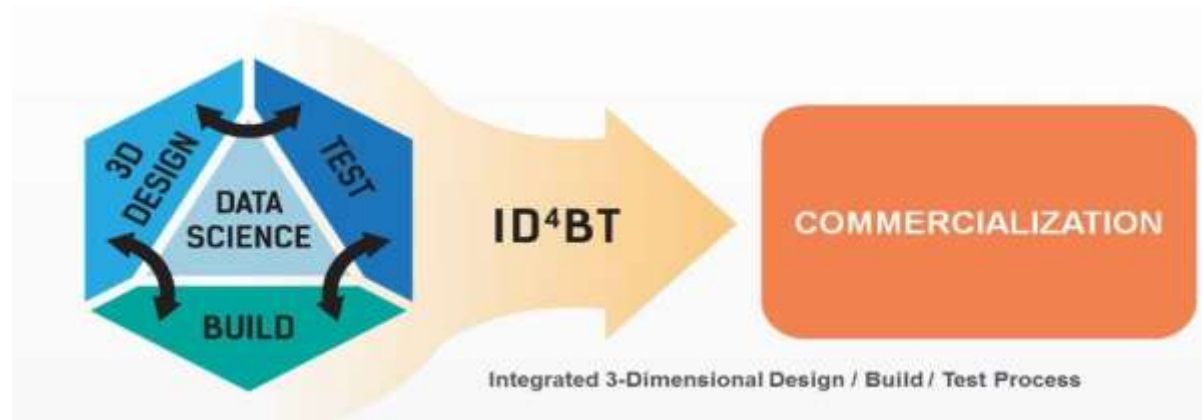 3D
DESIGN
TEST
DATA
SCIENCE
BUILD
ID⁴BT
COMMERCIALIZATION
Integrated 3-Dimensional Design / Build / Test Process